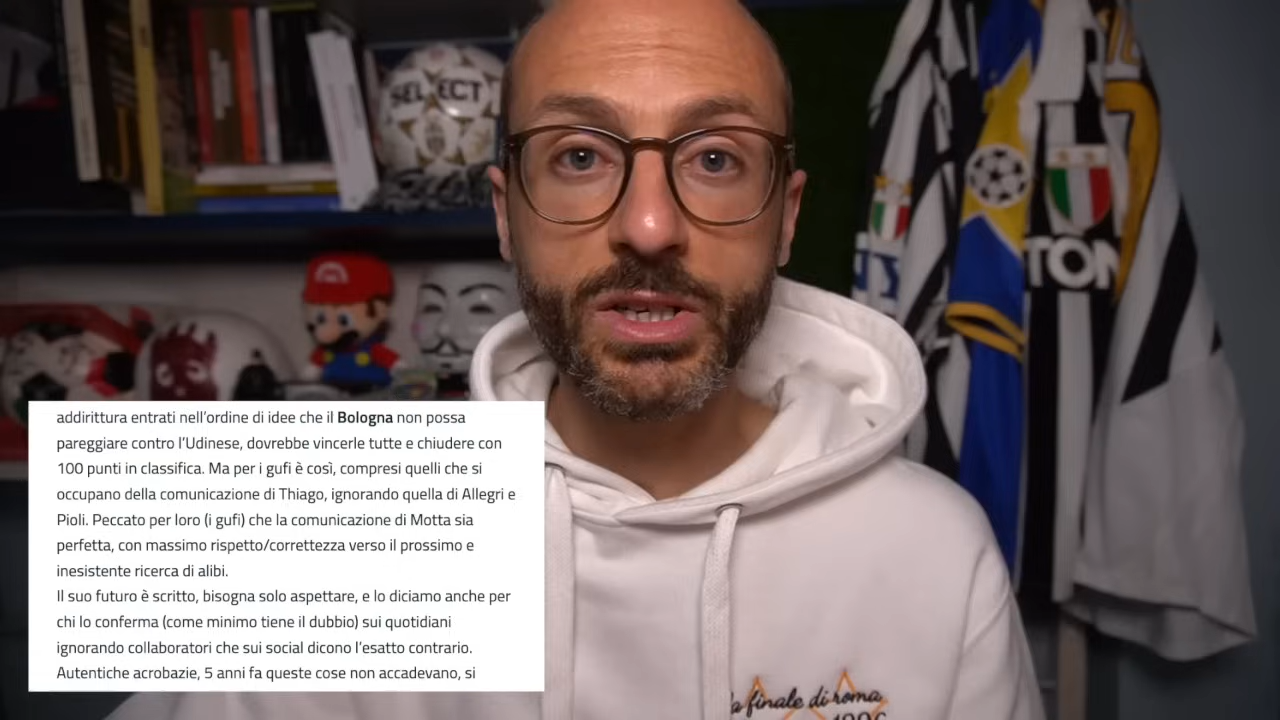 SELECT
TON
addirittura entrati nell'ordine di idee che il Bologna non possa
pareggiare contro l'Udinese, dovrebbe vincerle tutte e chiudere con
100 punti in classifica. Ma per i gufi è così, compresi quelli che si
occupano della comunicazione di Thiago, ignorando quella di Allegri e
Pioli. Peccato per loro (i gufi) che la comunicazione di Motta sia
perfetta, con massimo rispetto/correttezza verso il prossimo e
inesistente ricerca di alibi.
Il suo futuro è scritto, bisogna solo aspettare, e lo diciamo anche per
chi lo conferma (come minimo tiene il dubbio) sui quotidiani
ignorando collaboratori che sui social dicono l'esatto contrario.
Autentiche acrobazie, 5 anni fa queste cose non accadevano, si
la finale di roma
1996